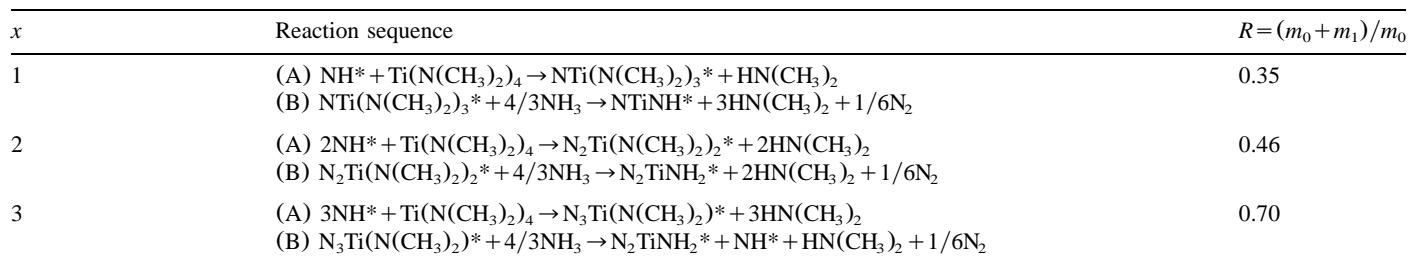 x Reaction sequence R=(m₀+m₁)/m₀
1 (A) NH*+Ti(N(CH₃)₂)₄→NTi(N(CH₃)₂)₃*+HN(CH₃)₂ 0.35
(B) NTi(N(CH₃)₂)₃*+4/3NH₃→NTiNH*+3HN(CH₃)₂+1/6N₂
2 (A) 2NH*+Ti(N(CH₃)₂)₄→N₂Ti(N(CH₃)₂)₂*+2HN(CH₃)₂ 0.46
(B) N₂Ti(N(CH₃)₂)₂*+4/3NH₃→N₂TiNH₂*+2HN(CH₃)₂+1/6N₂
3 (A) 3NH*+Ti(N(CH₃)₂)₄→N₃Ti(N(CH₃)₂)*+3HN(CH₃)₂ 0.70
(B) N₃Ti(N(CH₃)₂)*+4/3NH₃→N₂TiNH₂*+NH*+HN(CH₃)₂+1/6N₂